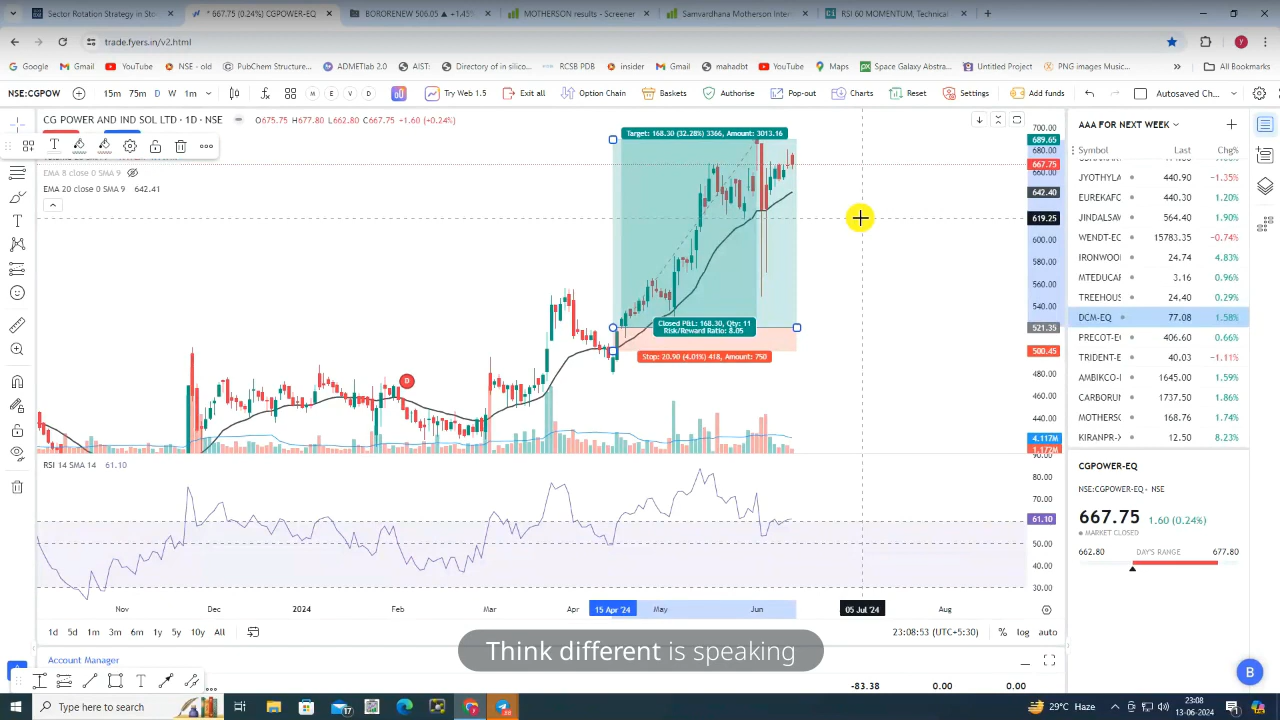 Sector Rotation in Stocks -
* 667.75 (0.24%) CGPOWER-EQ
BORORENEW 506.05 ▲ +1.45%
MOTHERSON results - Screener
Samvardhana Motherson Inter
RSI 60 MOMENTUM, Technical
trade.fyers.in/v2.html
Google
Gmail
YouTube
NSE - old
PubChem Structure...
ADMETlab 2.0
AIST:
Directory of in silico...
RCSB PDB
insider
Gmail
mahadbt
YouTube
Maps
Space Galaxy Abstra...
Untitled Project
PNG images Music...
All Bookmarks
NSE:CGPOW
15m 75m D W 1m
M E Y D
Try Web 1.5
Exit all
Option Chain
Baskets
Authorise
Pop-out
Charts
Reset
Settings
Add funds
Autosaved Ch...
CG POWER AND IND SOL LTD · 1D · NSE
O675.75 H677.80 L662.80 C667.75 −1.60 (+0.24%)
EMA 8 close 0 SMA 9
EMA 20 close 0 SMA 9 642.41
Target: 168.30 (32.28%) 3366, Amount: 3013.16
Closed P&L: 168.30, Qty: 11
Risk/Reward Ratio: 8.05
Stop: 20.90 (4.01%) 418, Amount: 750
D
700.00
689.65
680.00
667.75
660.00
642.40
619.25
600.00
580.00
560.00
540.00
521.35
500.45
480.00
460.00
440.00
4.117M
1.172M
RSI 14 SMA 14 61.10
90.00
80.00
70.00
61.10
50.00
40.00
30.00
Nov Dec 2024 Feb Mar Apr 15 Apr '24 May Jun 05 Jul '24 Aug
1d 5d 1m 3m 6m 1y 5y 10y All
23:08:53 (UTC+5:30) % log auto
AAA FOR NEXT WEEK
Symbol Last Chg%
JYOTHYLA 440.90 −1.35%
EUREKAFO 440.30 1.20%
JINDALSAV 564.40 1.90%
WENDT-EC 15783.35 −0.74%
IRONWOO 24.74 4.83%
MTEDUCAR 3.16 0.96%
TREEHOUS 24.40 0.29%
DCM-EQ 77.08 1.58%
PRECOT-EC 406.60 0.66%
TRIDENT-E 38.33 −1.11%
AMBIKCO- 1645.00 1.59%
CARBORUN 1737.50 1.86%
MOTHERSO 168.76 1.74%
KIRANPR-X 12.50 8.23%
CGPOWER-EQ
NSE:CGPOWER-EQ - NSE
667.75 1.60 (0.24%)
MARKET CLOSED
662.80 DAY'S RANGE 677.80
Think different is speaking
Account Manager
-83.38 0.00 0.00
B
Type here to search
29°C Haze
23:08
13-06-2024